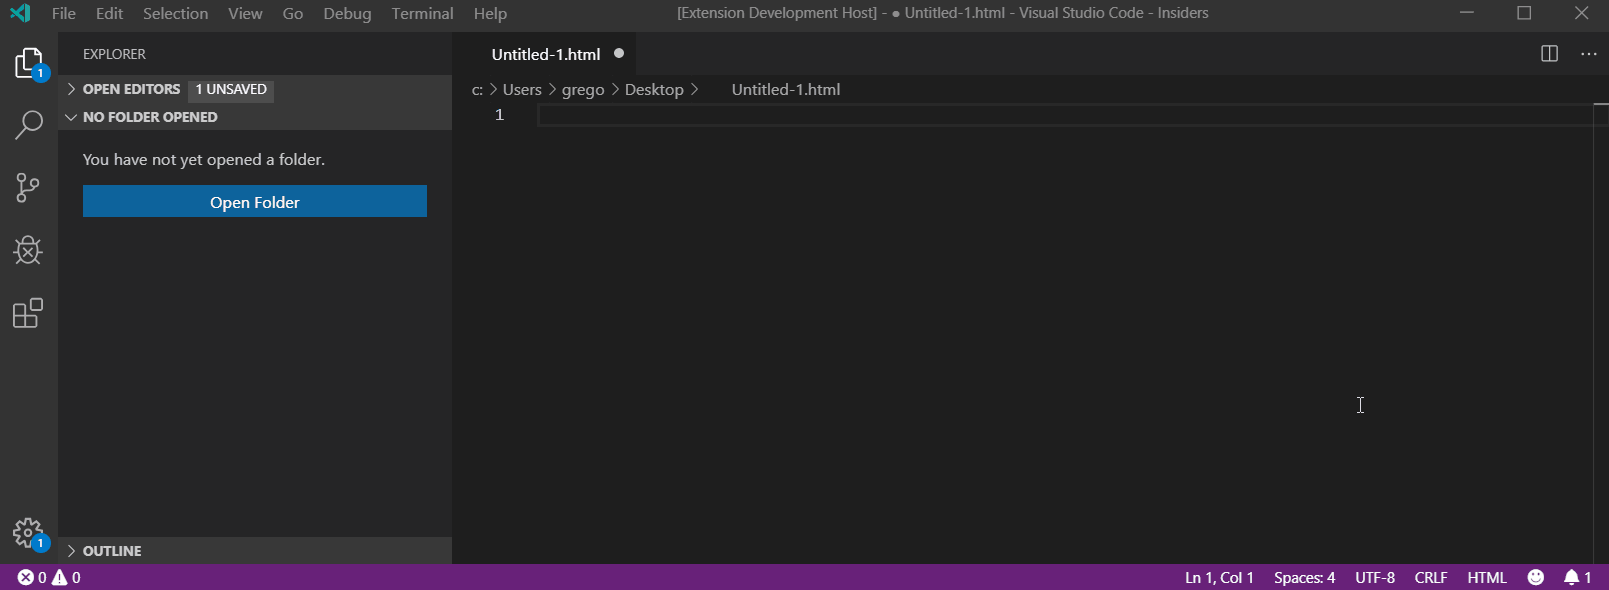 File Edit Selection View Go Debug Terminal Help [Extension Development Host] - ● Untitled-1.html - Visual Studio Code - Insiders
EXPLORER
Untitled-1.html
1
OPEN EDITORS 1 UNSAVED
c: > Users > grego > Desktop > Untitled-1.html
NO FOLDER OPENED
1
You have not yet opened a folder.
Open Folder
1
OUTLINE
0 0 Ln 1, Col 1 Spaces: 4 UTF-8 CRLF HTML 1